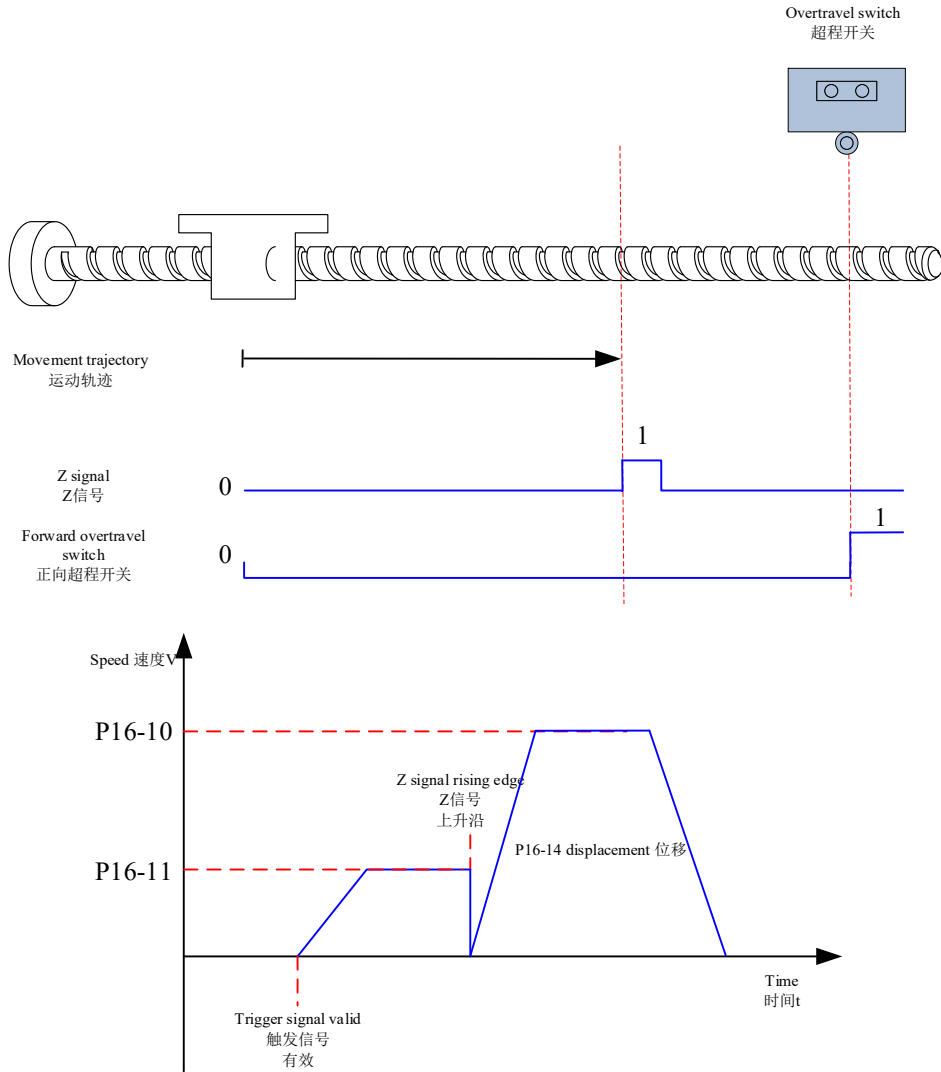 Overtravel switch
超程开关
Movement trajectory
运动轨迹
1
Z signal
Z信号
0
1
Forward overtravel
switch
正向超程开关
0
Speed 速度V
P16-10
Z signal rising edge
Z信号
上升沿
P16-14 displacement 位移
P16-11
Time
时间t
Trigger signal valid
触发信号
有效